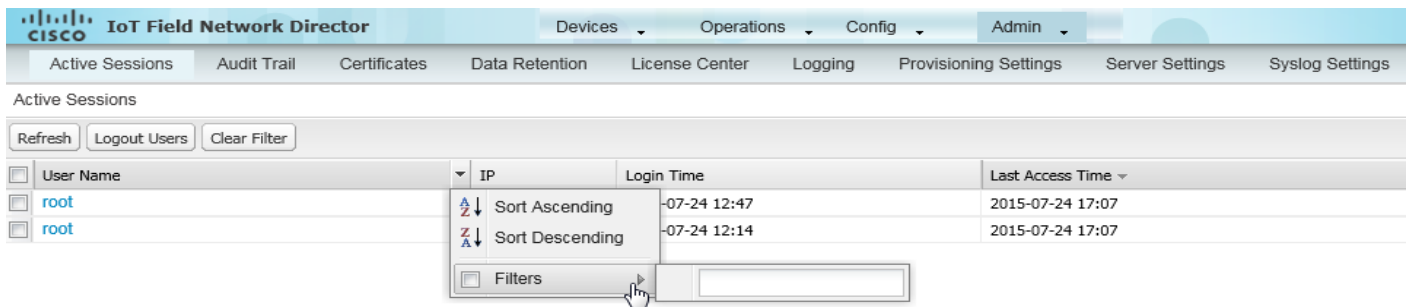 CISCO IoT Field Network Director Devices Operations Config Admin
Active Sessions Audit Trail Certificates Data Retention License Center Logging Provisioning Settings Server Settings Syslog Settings
Active Sessions
Refresh Logout Users Clear Filter
User Name IP Login Time Last Access Time
root -07-24 12:47 2015-07-24 17:07
Sort Ascending
root -07-24 12:14 2015-07-24 17:07
Sort Descending
Filters